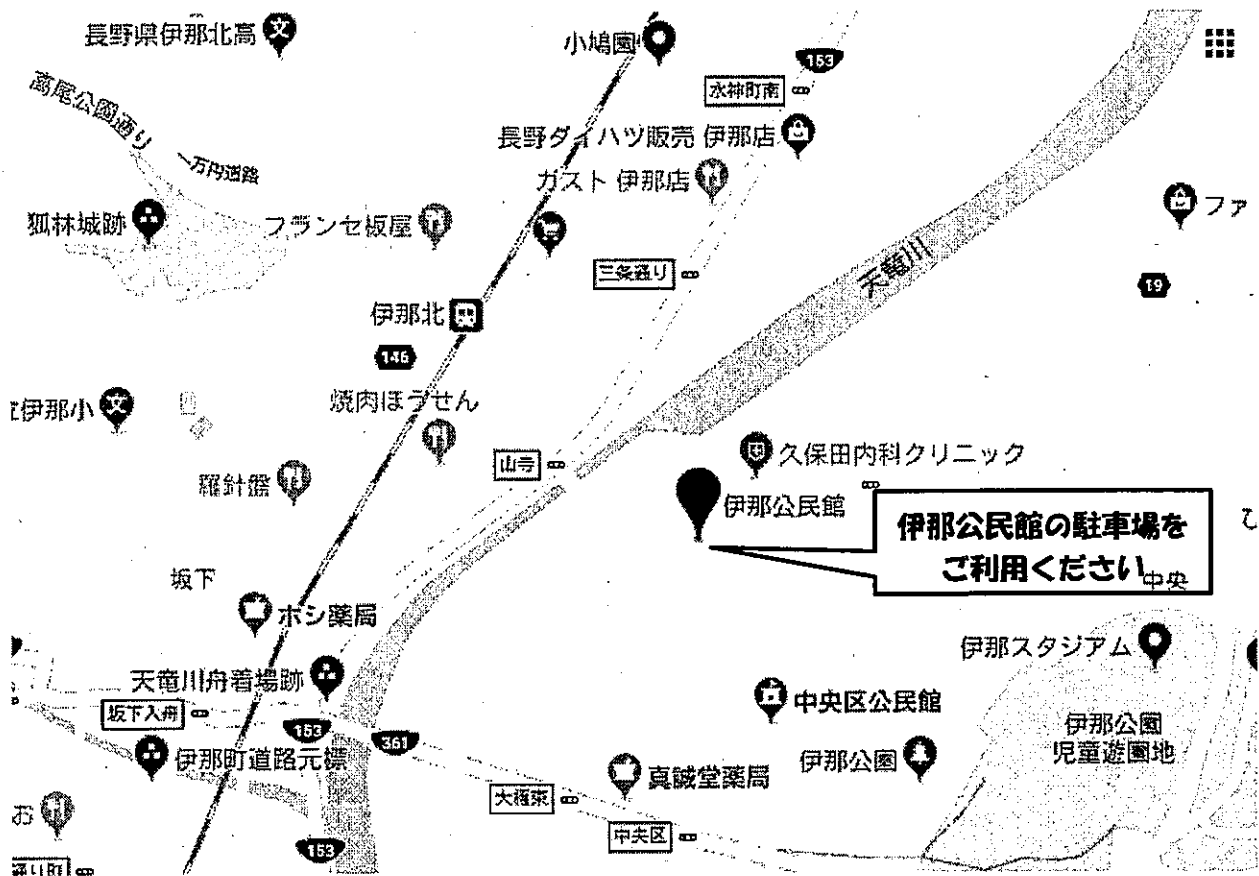 長野県伊那北高
小鳩園
153
高尾公園通り
水神町南
長野ダイハツ販売 伊那店
一万円道路
ガスト 伊那店
狐林城跡
フランセ板屋
ファ
三条通り
天竜川
19
伊那北
146
焼肉ほうせん
伊那小
久保田内科クリニック
山寺
羅針盤
伊那公民館
伊那公民館の駐車場を
ご利用ください
中央
坂下
ホシ薬局
伊那スタジアム
天竜川舟着場跡
中央区公民館
坂下入舟
153
361
伊那公園
児童遊園地
伊那町道路元標
伊那公園
真誠堂薬局
お
大橋東
中央区
153
通り町